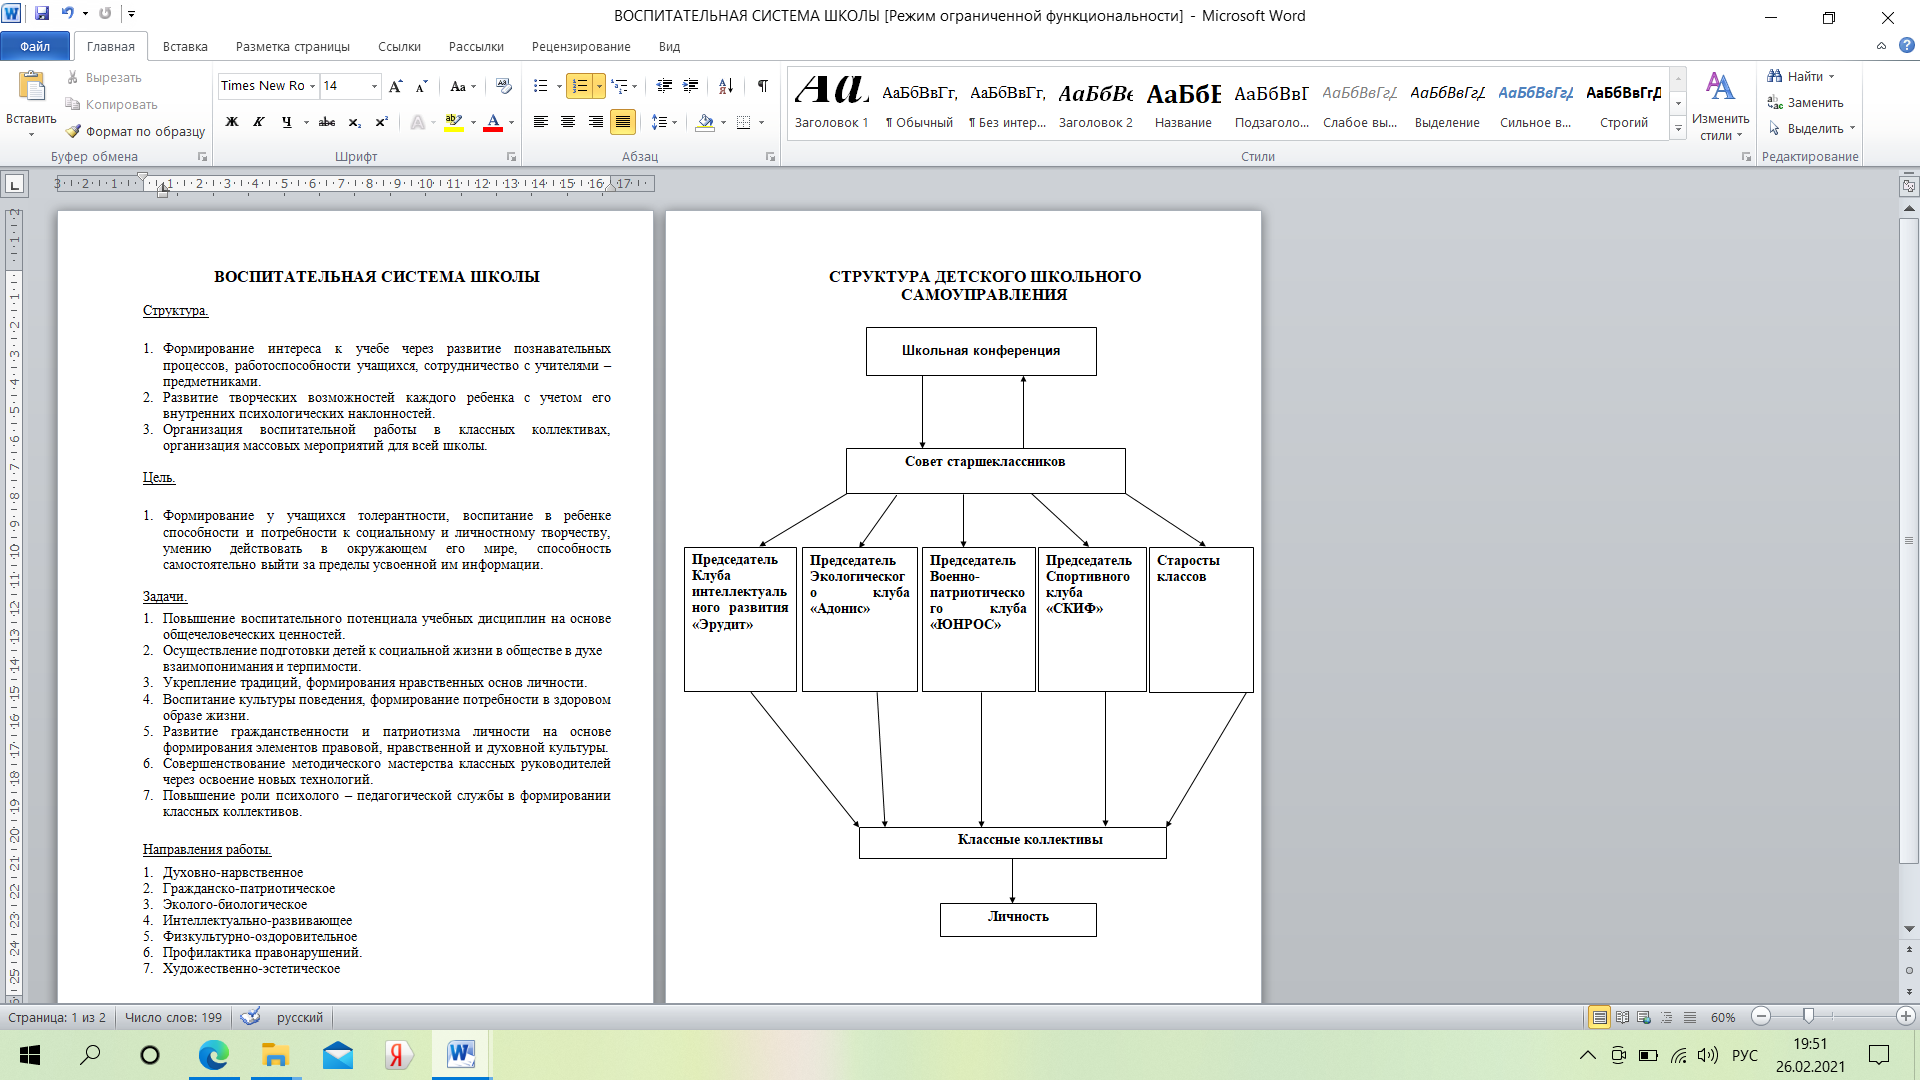 ВОСПИТАТЕЛЬНАЯ СИСТЕМА ШКОЛЫ [Режим ограниченной функциональности] - Microsoft Word
Файл
Главная
Вставка
Разметка страницы
Ссылки
Рассылки
Рецензирование
Вид
Вставить
Вырезать
Копировать
Формат по образцу
Буфер обмена
Times New Ro
14
Ж К Ч abc x₂ x²
Шрифт
Абзац
Заголовок 1
АаБбВвГг,
¶ Обычный
АаБбВвГг,
¶ Без интер...
АаБбВе
Заголовок 2
АаБбЕ
Название
АаБбВвГ
Подзаголо...
АаБбВвГгД
Слабое вы...
АаБбВвГгД
Выделение
АаБбВвГгД
Сильное в...
АаБбВвГгД
Строгий
Стили
Изменить
стили
Найти
Заменить
Выделить
Редактирование
ВОСПИТАТЕЛЬНАЯ СИСТЕМА ШКОЛЫ
Структура.
1. Формирование интереса к учебе через развитие познавательных
процессов, работоспособности учащихся, сотрудничество с учителями –
предметниками.
2. Развитие творческих возможностей каждого ребенка с учетом его
внутренних психологических наклонностей.
3. Организация воспитательной работы в классных коллективах,
организация массовых мероприятий для всей школы.
Цель.
1. Формирование у учащихся толерантности, воспитание в ребенке
способности и потребности к социальному и личностному творчеству,
умению действовать в окружающем его мире, способность
самостоятельно выйти за пределы усвоенной им информации.
Задачи.
1. Повышение воспитательного потенциала учебных дисциплин на основе
общечеловеческих ценностей.
2. Осуществление подготовки детей к социальной жизни в обществе в духе
взаимопонимания и терпимости.
3. Укрепление традиций, формирования нравственных основ личности.
4. Воспитание культуры поведения, формирование потребности в здоровом
образе жизни.
5. Развитие гражданственности и патриотизма личности на основе
формирования элементов правовой, нравственной и духовной культуры.
6. Совершенствование методического мастерства классных руководителей
через освоение новых технологий.
7. Повышение роли психолого – педагогической службы в формировании
классных коллективов.
Направления работы.
1. Духовно-нарвственное
2. Гражданско-патриотическое
3. Эколого-биологическое
4. Интеллектуально-развивающее
5. Физкультурно-оздоровительное
6. Профилактика правонарушений.
7. Художественно-эстетическое
СТРУКТУРА ДЕТСКОГО ШКОЛЬНОГО
САМОУПРАВЛЕНИЯ
Школьная конференция
Совет старшеклассников
Председатель
Клуба
интеллектуаль
ного развития
«Эрудит»
Председатель
Экологическог
о клуба
«Адонис»
Председатель
Военно-
патриотическо
го клуба
«ЮНРОС»
Председатель
Спортивного
клуба
«СКИФ»
Старосты
классов
Классные коллективы
Личность
Страница: 1 из 2
Число слов: 199
русский
60%
РУС
19:51
26.02.2021